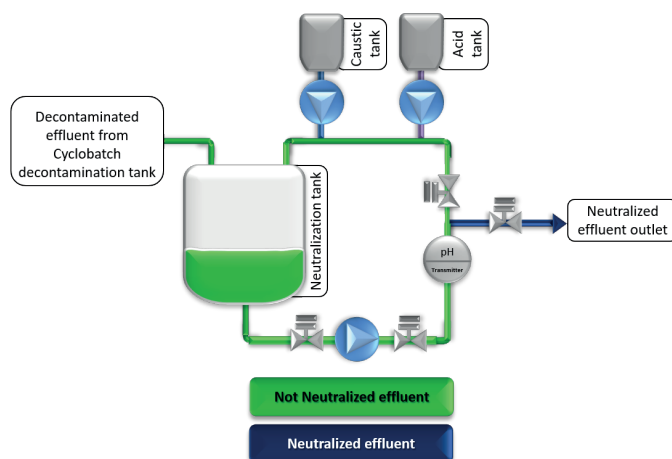 Caustic
tank
Acid
tank
Decontaminated
effluent from
Cyclobatch
decontamination tank
Neutralization tank
Neutralized
effluent outlet
pH
Transmitter
Not Neutralized effluent
Neutralized effluent